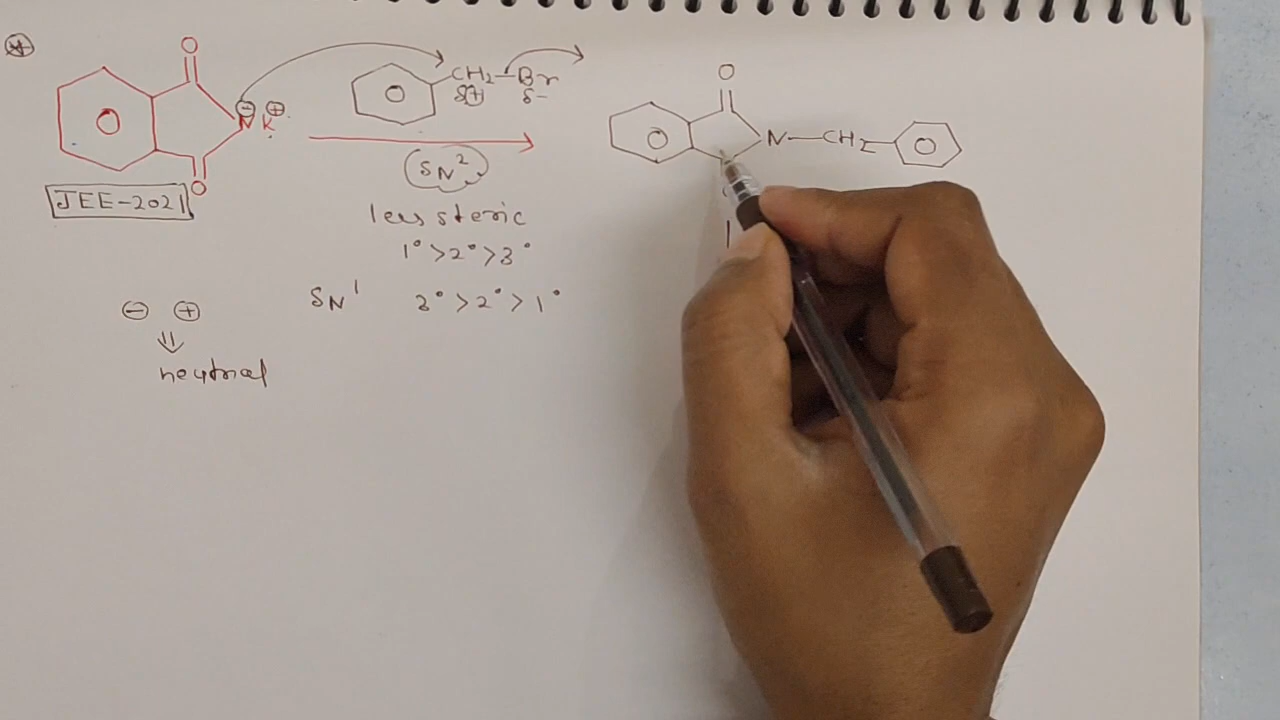 O
O
CH2-Br
δ+ δ-
N⊖ K⊕
N-CH2
SN2
O
JEE-2021
less steric
1° > 2° > 3°
SN1 3° > 2° > 1°
⊖ ⊕
⇓
neutral